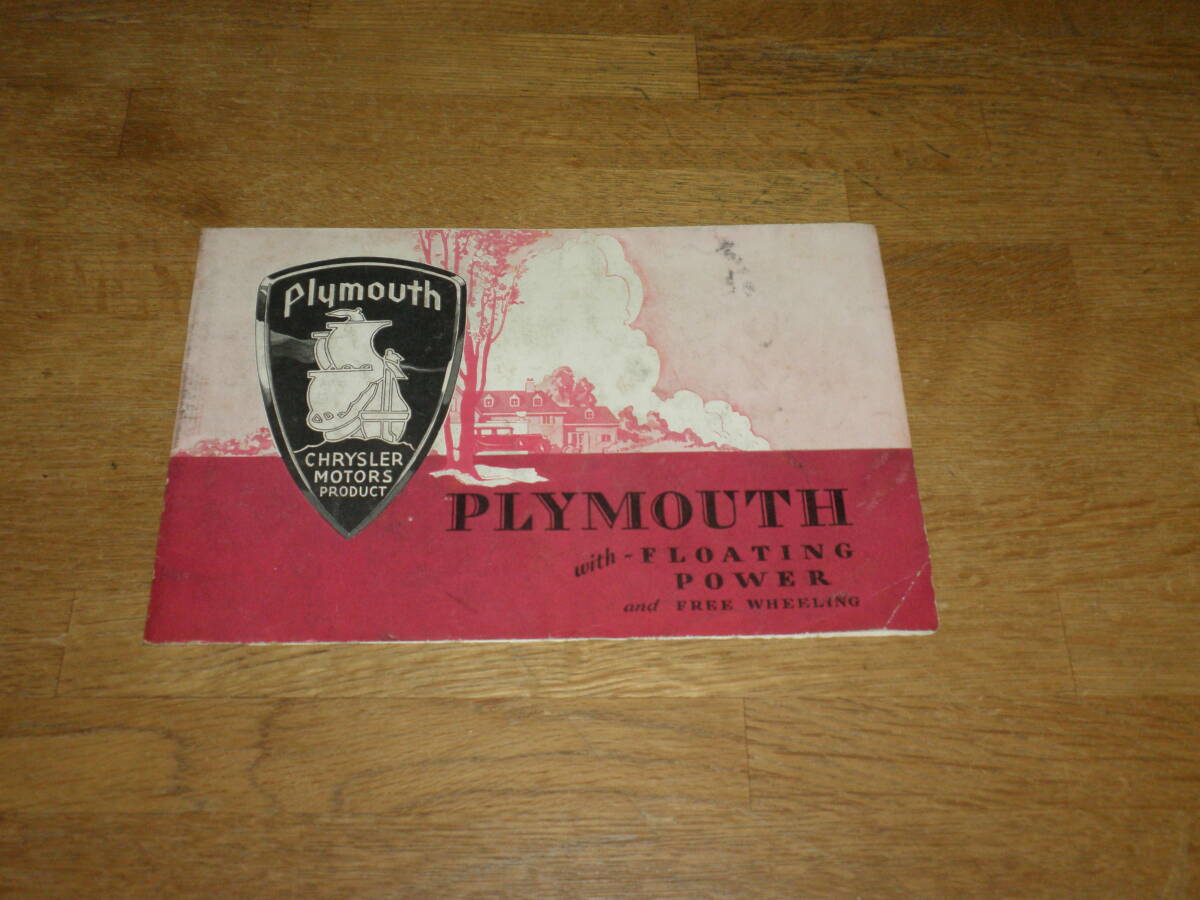 Plymouth
CHRYSLER
MOTORS
PRODUCT
PLYMOUTH
with - FLOATING
POWER
and FREE WHEELING